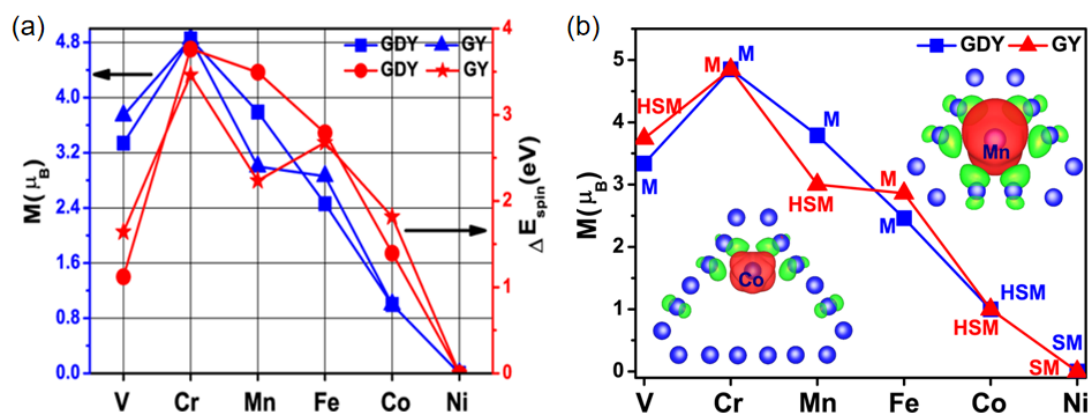 (a)
M(μB)
4.8
4.0
3.2
2.4
1.6
0.8
0.0
GDY GY
GDY GY
4
3
2
1
0
ΔEspin(eV)
V Cr Mn Fe Co Ni
(b)
M(μB)
5
4
3
2
1
0
GDY GY
M M
HSM
M
M
HSM
M
M
HSM
HSM
SM
SM
Mn
Co
V Cr Mn Fe Co Ni